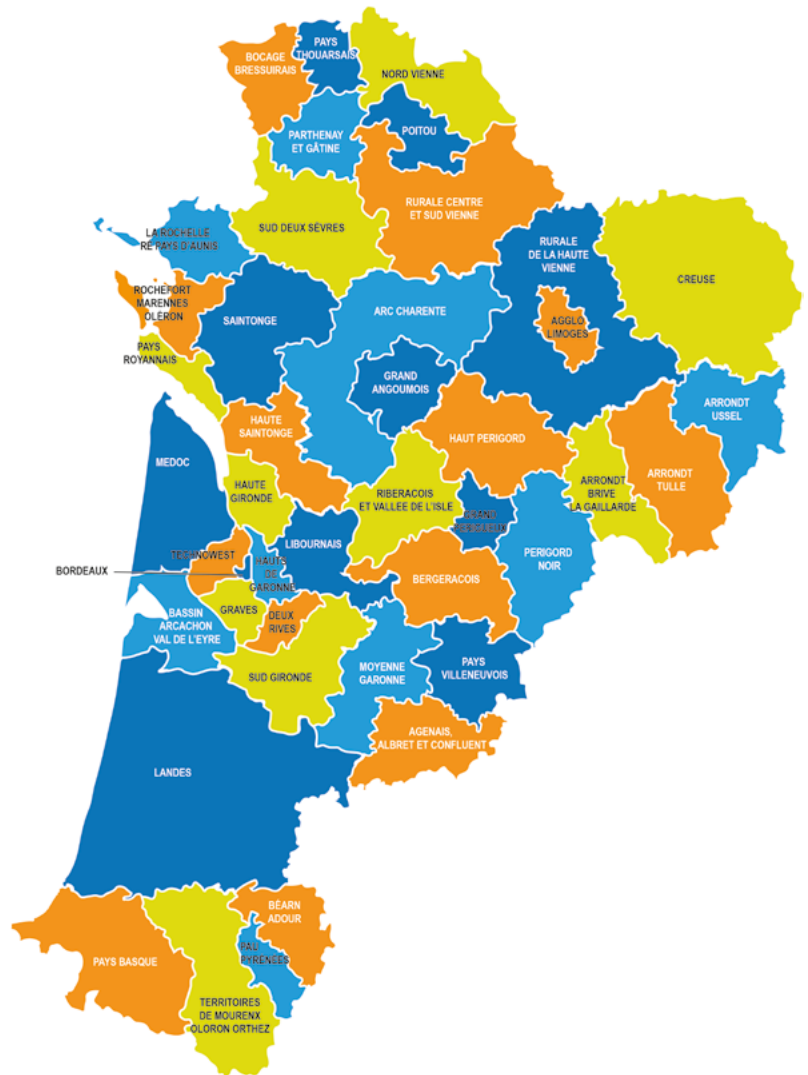 BOCAGE
BRESSUIRAIS
PAYS
THOUARSAIS
NORD VIENNE
PARTHENAY
ET GÂTINE
POITOU
RURALE CENTRE
ET SUD VIENNE
SUD DEUX SÈVRES
LA ROCHELLE
RE PAYS D'AUNIS
RURALE
DE LA HAUTE
VIENNE
CREUSE
ROCHEFORT
MARENNES
OLÉRON
SAINTONGE
ARC CHARENTE
AGGLO
LIMOGES
PAYS
ROYANNAIS
GRAND
ANGOUMOIS
ARRONDT
USSEL
HAUTE
SAINTONGE
HAUT PERIGORD
MEDOC
HAUTE
GIRONDE
RIBERACOIS
ET VALLEE DE L'ISLE
ARRONDT
BRIVE
LA GAILLARDE
ARRONDT
TULLE
GRAND
PERIGUEUX
PERIGORD
NOIR
TECHNOWEST
LIBOURNAIS
BORDEAUX
HAUTS
DE
GARONNE
BERGERACOIS
BASSIN
ARCACHON
VAL DE L'EYRE
GRAVES
DEUX
RIVES
SUD GIRONDE
MOYENNE
GARONNE
PAYS
VILLENEUVOIS
AGENAIS,
ALBRET ET CONFLUENT
LANDES
BÉARN
ADOUR
PAU
PYRENEES
PAYS BASQUE
TERRITOIRES
DE MOURENX
OLORON ORTHEZ